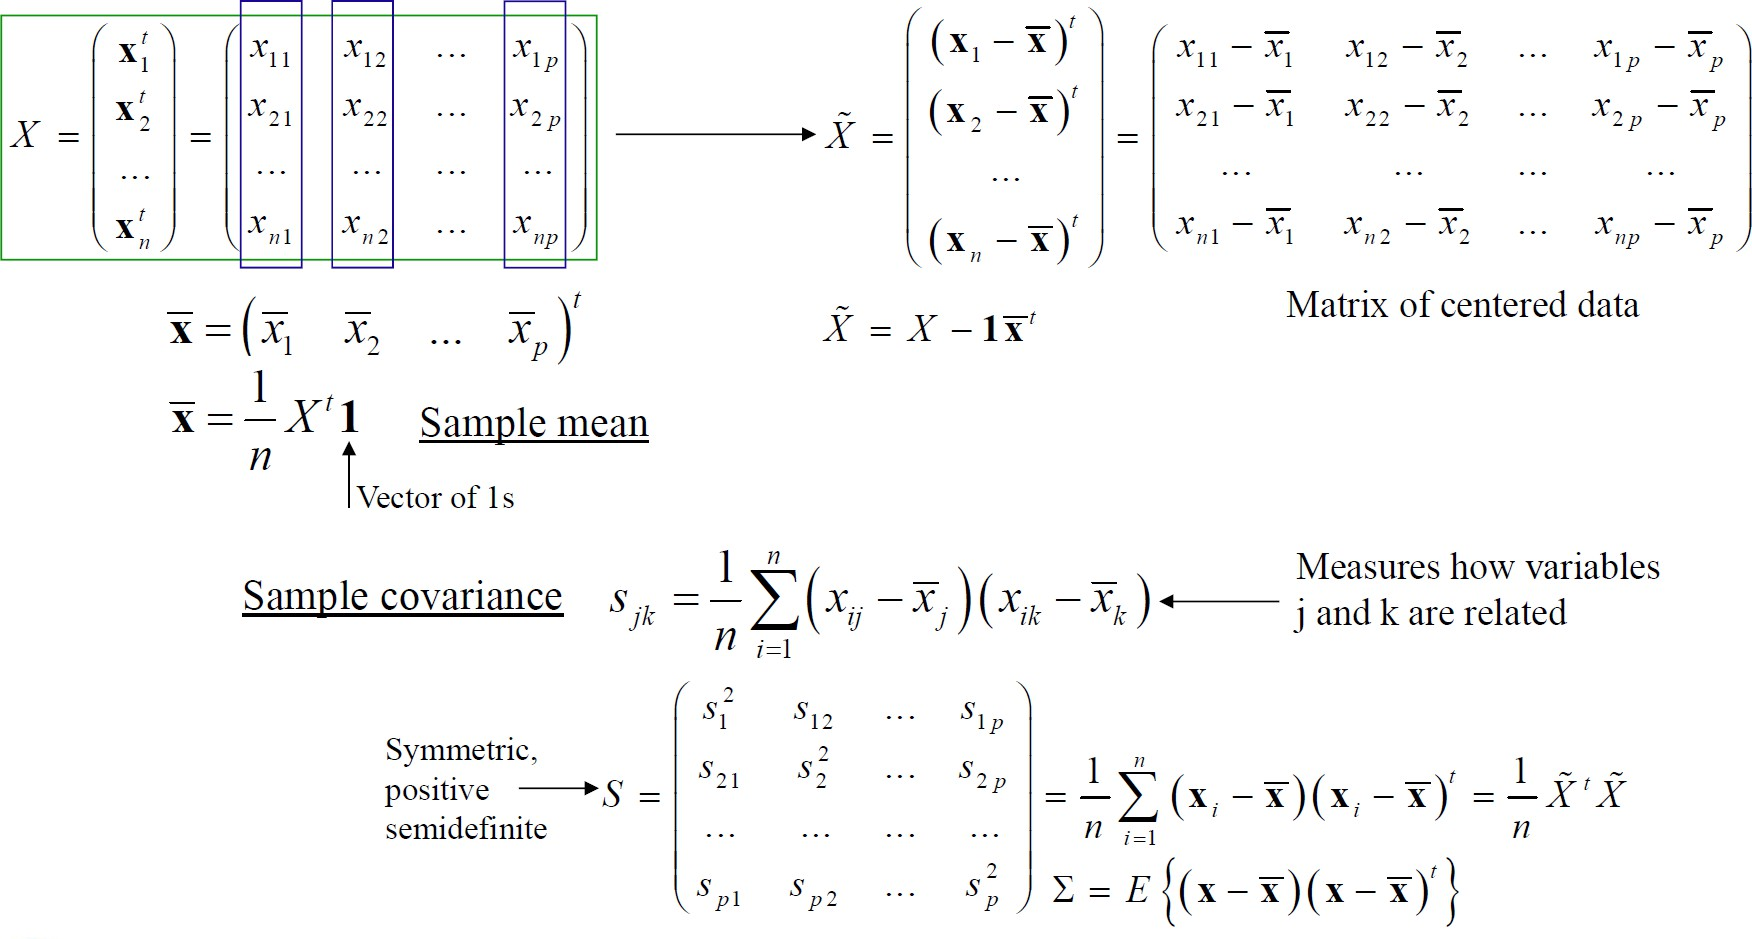 X = ( x_1^t x_2^t ... x_n^t ) = ( x_11 x_12 ... x_1p
x_21 x_22 ... x_2p
... ... ... ...
x_n1 x_n2 ... x_np )
X̃ = ( (x_1 − x̅)^t (x_2 − x̅)^t ... (x_n − x̅)^t ) = ( x_11 − x̅_1 x_12 − x̅_2 ... x_1p − x̅_p
x_21 − x̅_1 x_22 − x̅_2 ... x_2p − x̅_p
... ... ... ...
x_n1 − x̅_1 x_n2 − x̅_2 ... x_np − x̅_p )
Matrix of centered data
x̅ = ( x̅_1 x̅_2 ... x̅_p )^t
X̃ = X − 1x̅^t
x̅ = 1/n X^t 1
Sample mean
Vector of 1s
Sample covariance
s_jk = 1/n ∑_{i=1}^n (x_ij − x̅_j)(x_ik − x̅_k)
Measures how variables
j and k are related
Symmetric,
positive
semidefinite
S = ( s_1^2 s_12 ... s_1p
s_21 s_2^2 ... s_2p
... ... ... ...
s_p1 s_p2 ... s_p^2 )
= 1/n ∑_{i=1}^n (x_i − x̅)(x_i − x̅)^t = 1/n X̃^t X̃
Σ = E{(x − x̅)(x − x̅)^t}